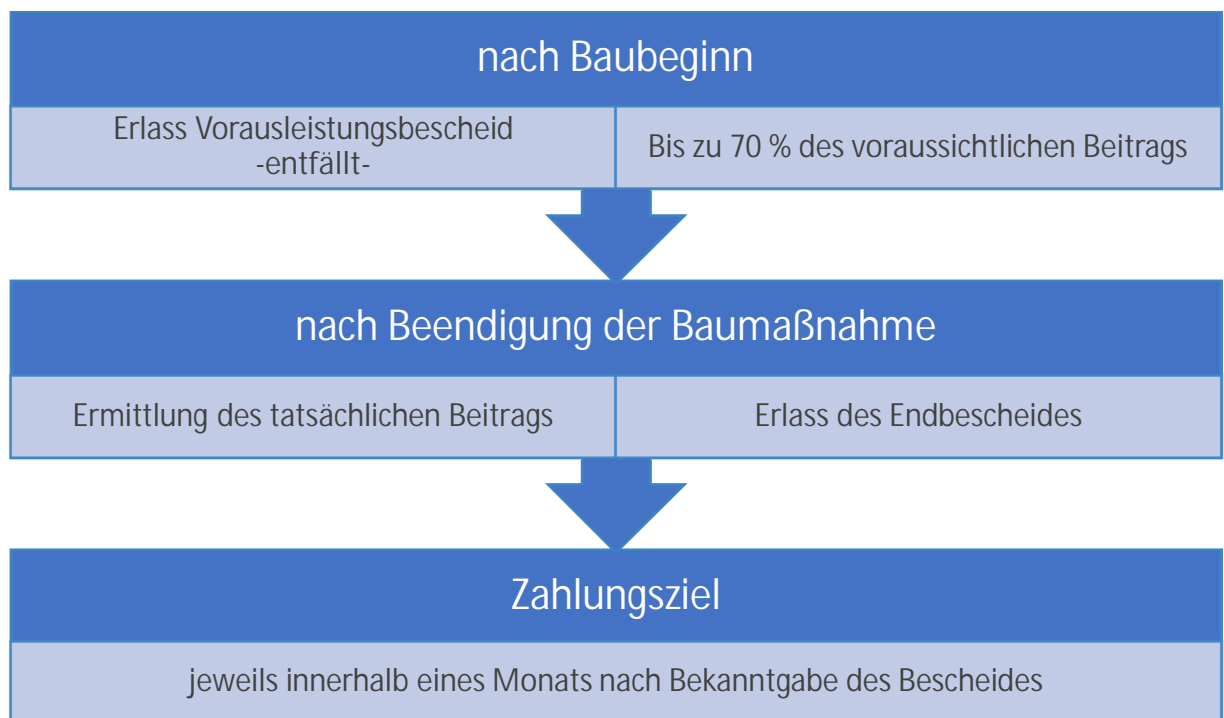 nach Baubeginn
Erlass Vorausleistungsbescheid
-entfällt-
Bis zu 70 % des voraussichtlichen Beitrags
nach Beendigung der Baumaßnahme
Ermittlung des tatsächlichen Beitrags
Erlass des Endbescheides
Zahlungsziel
jeweils innerhalb eines Monats nach Bekanntgabe des Bescheides